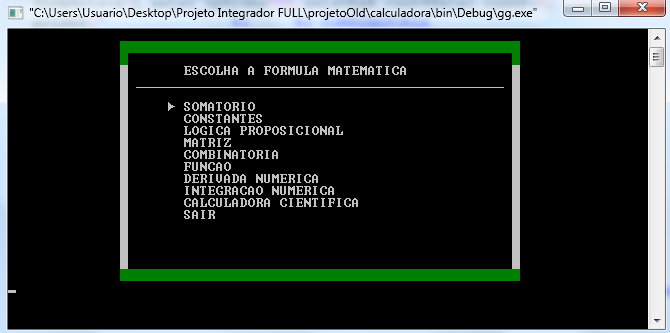 "C:\Users\Usuario\Desktop\Projeto Integrador FULL\projetoOld\calculadora\bin\Debug\gg.exe"
ESCOLHA A FORMULA MATEMATICA
SOMATORIO
CONSTANTES
LOGICA PROPOSICIONAL
MATRIZ
COMBINATORIA
FUNCAO
DERIVADA NUMERICA
INTEGRACAO NUMERICA
CALCULADORA CIENTIFICA
SAIR